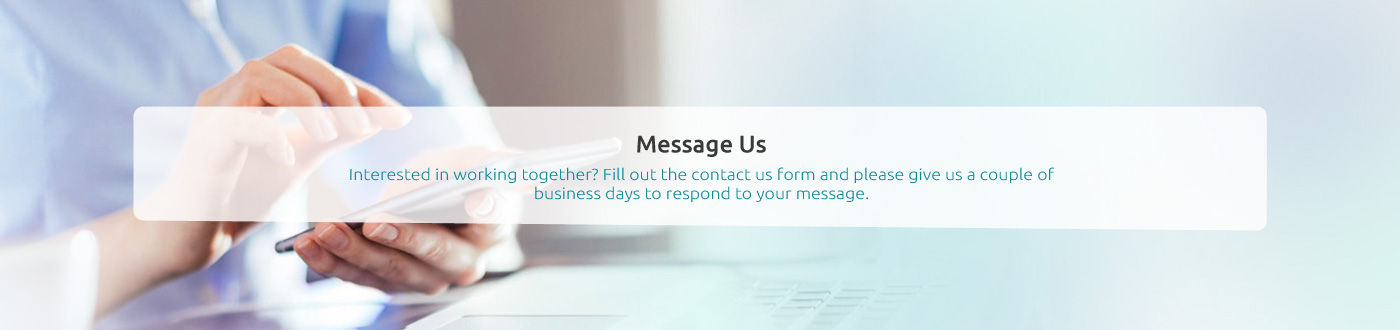 Message Us
Interested in working together? Fill out the contact us form and please give us a couple of
business days to respond to your message.